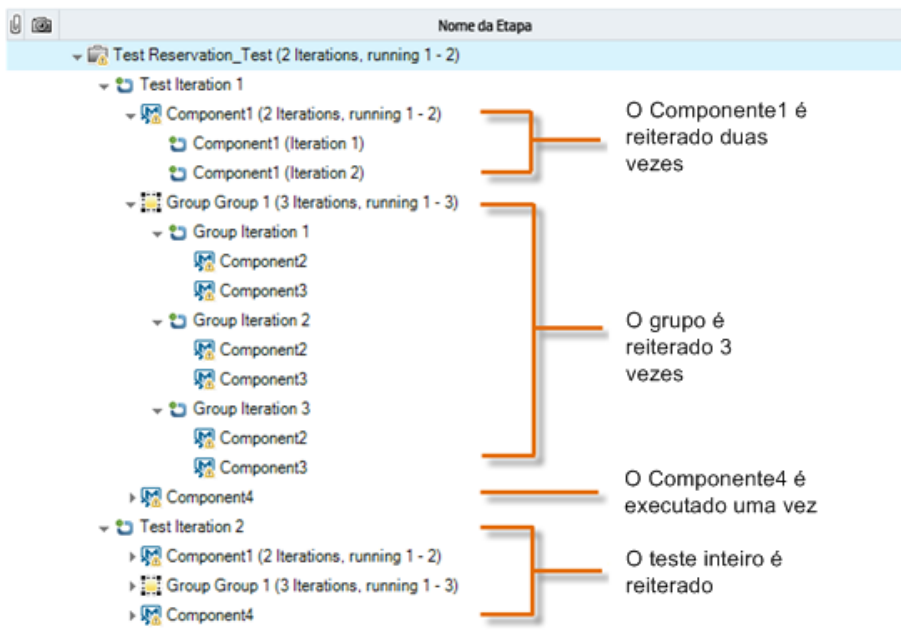 Nome da Etapa
Test Reservation_Test (2 Iterations, running 1 - 2)
Test Iteration 1
Component1 (2 Iterations, running 1 - 2)
Component1 (Iteration 1)
Component1 (Iteration 2)
O Componente1 é
reiterado duas
vezes
Group Group 1 (3 Iterations, running 1 - 3)
Group Iteration 1
Component2
Component3
Group Iteration 2
Component2
Component3
Group Iteration 3
Component2
Component3
O grupo é
reiterado 3
vezes
Component4
O Componente4 é
executado uma vez
Test Iteration 2
Component1 (2 Iterations, running 1 - 2)
Group Group 1 (3 Iterations, running 1 - 3)
Component4
O teste inteiro é
reiterado